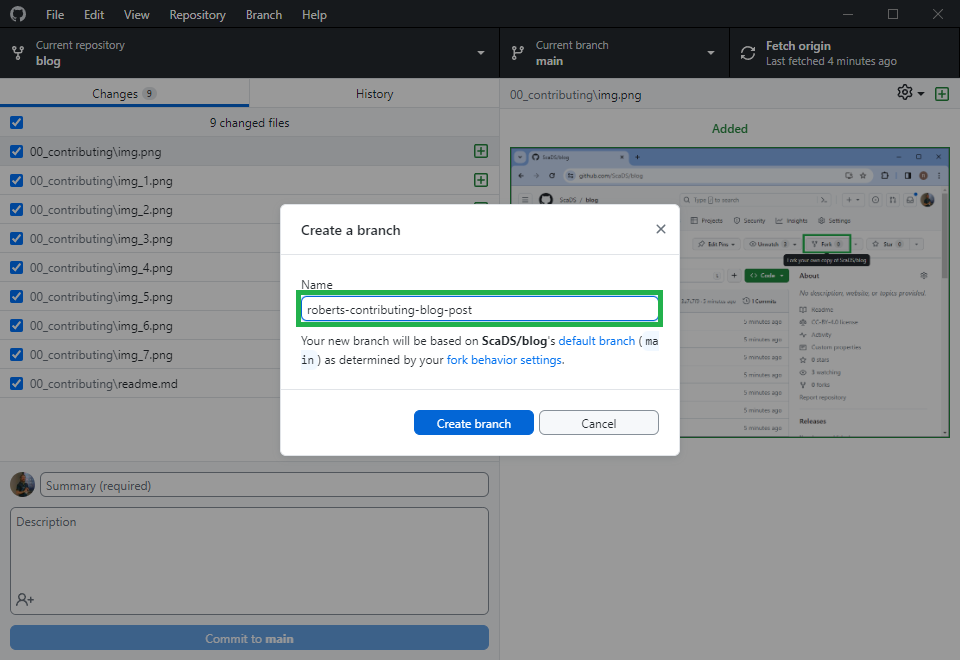 File Edit View Repository Branch Help
Current repository
blog
Current branch
main
Fetch origin
Last fetched 4 minutes ago
Changes 9 History
00_contributing\img.png
9 changed files
Added
00_contributing\img.png
00_contributing\img_1.png
00_contributing\img_2.png
00_contributing\img_3.png
00_contributing\img_4.png
00_contributing\img_5.png
00_contributing\img_6.png
00_contributing\img_7.png
00_contributing\readme.md
ScaDS/blog
github.com/ScaDS/blog
ScaDS / blog
Type / to search
Projects Security Insights Settings
Edit Pins Unwatch 3 Fork 0 Star 0
Fork your own copy of ScaDS/blog
Code
About
No description, website, or topics provided.
5 minutes ago
Readme
CC-BY-4.0 license
5 minutes ago
Activity
5 minutes ago
Custom properties
0 stars
5 minutes ago
3 watching
5 minutes ago
0 forks
5 minutes ago
Report repository
5 minutes ago
Releases
5 minutes ago
Create a branch
Name
roberts-contributing-blog-post
Your new branch will be based on ScaDS/blog's default branch ( ma
in ) as determined by your fork behavior settings.
Create branch Cancel
Summary (required)
Description
Commit to main